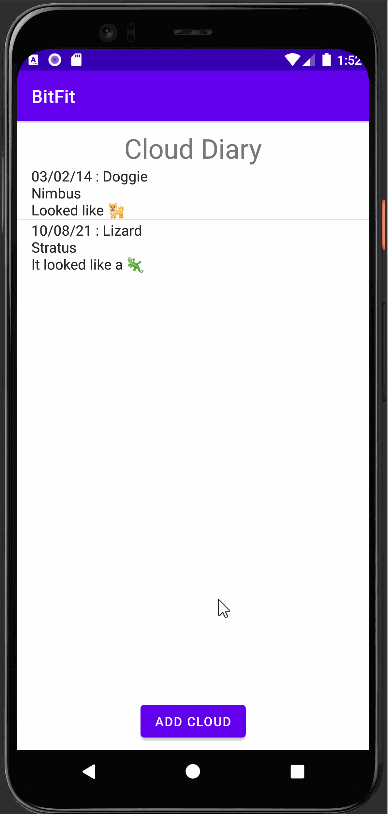 1:52
BitFit
Cloud Diary
03/02/14 : Doggie
Nimbus
Looked like 🐕
10/08/21 : Lizard
Stratus
It looked like a 🦎
ADD CLOUD